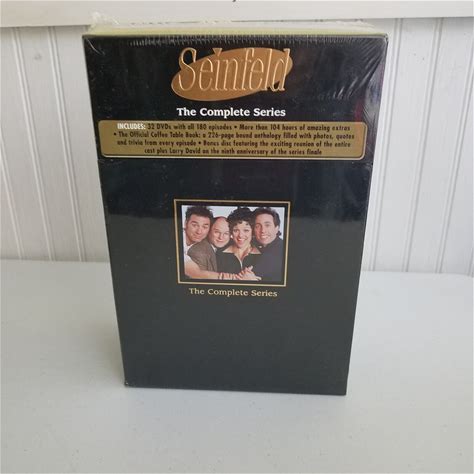 Seinfeld
The Complete Series
INCLUDES: 32 DVDs with all 180 episodes • More than 104 hours of amazing extras
• The Official Coffee Table Book: a 226-page bound anthology filled with photos, quotes
and trivia from every episode • Bonus disc featuring the exciting reunion of the entire
cast plus Larry David on the ninth anniversary of the series finale
The Complete Series